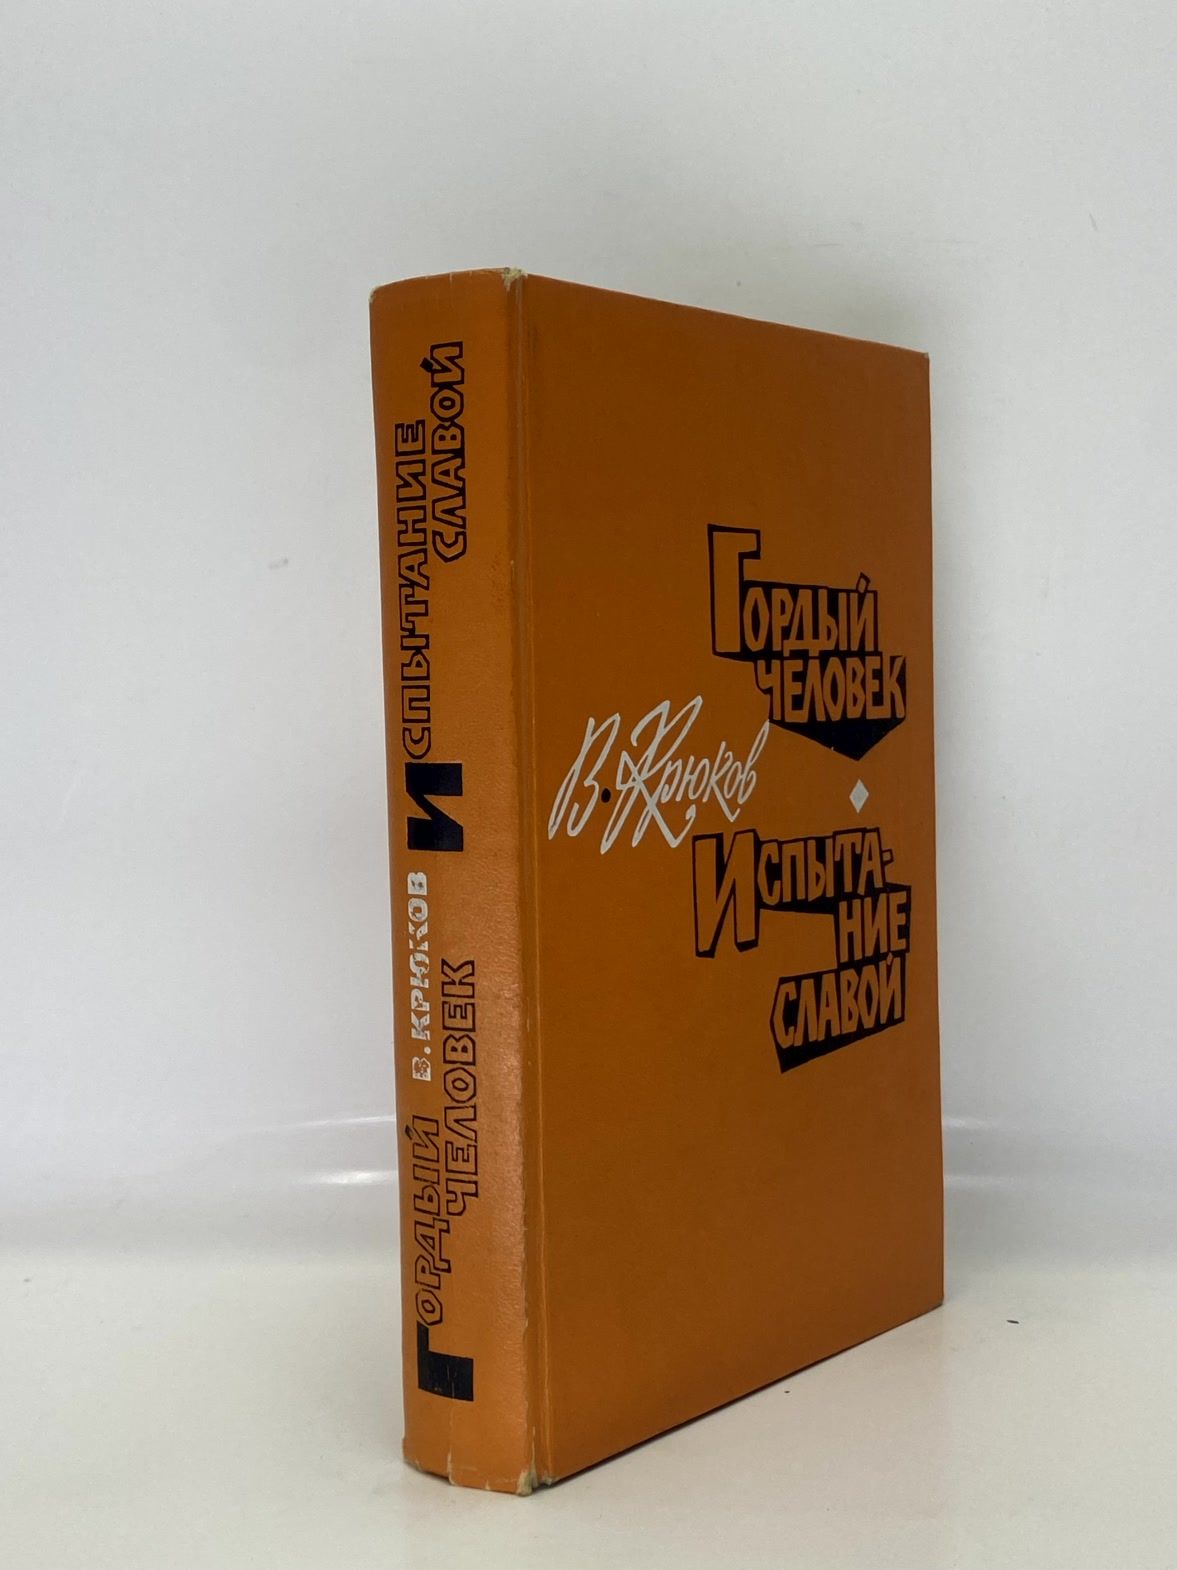 Гордый
человек
В. Крюков
Испытание
славой
Гордый
человек
В. Крюков
Испыта-
ние
славой